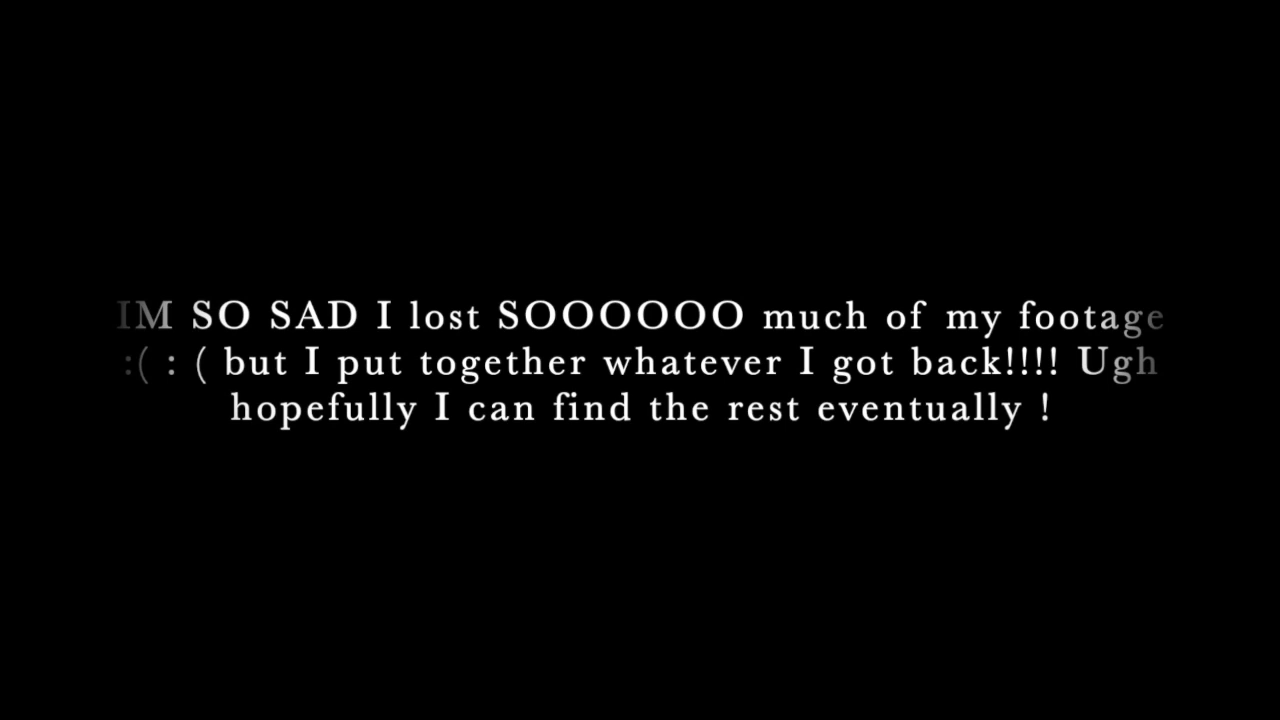 IM SO SAD I lost SOOOOOO much of my footage
:( : ( but I put together whatever I got back!!!! Ugh
hopefully I can find the rest eventually !